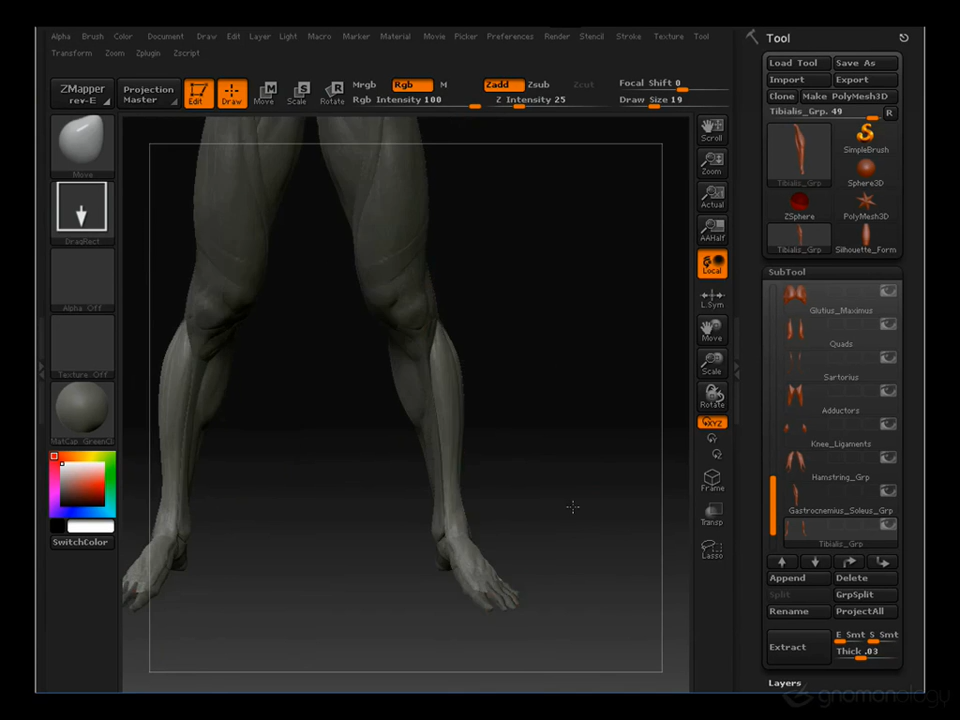 Alpha Brush Color Document Draw Edit Layer Light Macro Marker Material Movie Picker Preferences Render Stencil Stroke Texture Tool
Transform Zoom Zplugin Zscript
ZMapper
rev-E
Projection
Master
Edit
Draw
Move
Scale
Rotate
Mrgb Rgb M
Rgb Intensity 100
Zadd Zsub Zcut
Z Intensity 25
Focal Shift 0
Draw Size 19
Move
DragRect
Alpha Off
Texture Off
MatCap GreenCl
SwitchColor
Scroll
Zoom
Actual
AAHalf
Local
L.Sym
Move
Scale
Rotate
XYZ
Frame
Transp
Lasso
Tool
Load Tool Save As
Import Export
Clone Make PolyMesh3D
Tibialis_Grp. 49 R
SimpleBrush
Tibialis_Grp Sphere3D
ZSphere PolyMesh3D
Tibialis_Grp Silhouette_Form
SubTool
Glutius_Maximus
Quads
Sartorius
Adductors
Knee_Ligaments
Hamstring_Grp
Gastrocnemius_Soleus_Grp
Tibialis_Grp
Append Delete
Split GrpSplit
Rename ProjectAll
E Smt S Smt
Extract Thick .03
Layers
gnomonology